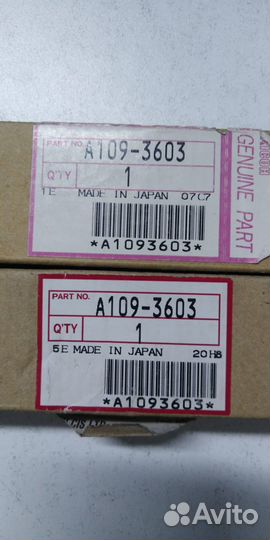 PART NO. A109-3603
Q'TY 1
1E MADE IN JAPAN 07C7
*A1093603*
GENUINE PART
PART NO. A109-3603
Q'TY 1
5E MADE IN JAPAN 20H8
*A1093603*
Avito